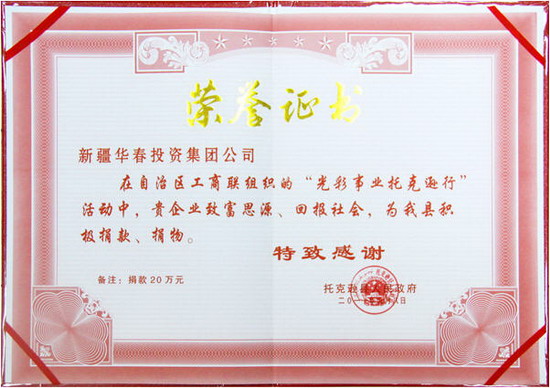 荣誉证书
新疆华春投资集团公司
在自治区工商联组织的“光彩事业托克逊行”
活动中，贵企业致富思源、回报社会，为我县积
极捐款、捐物。
特致感谢
备注：捐款20万元
托克逊县人民政府
二〇一